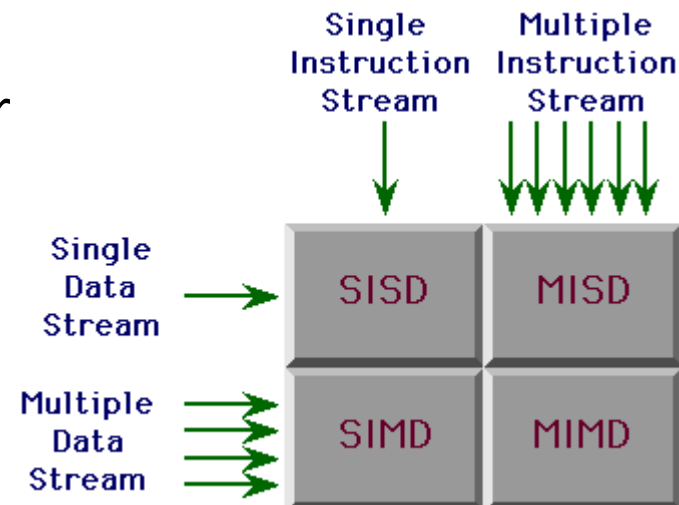 Single
Instruction
Stream
Multiple
Instruction
Stream
r
Single
Data
Stream
SISD
MISD
Multiple
Data
Stream
SIMD
MIMD